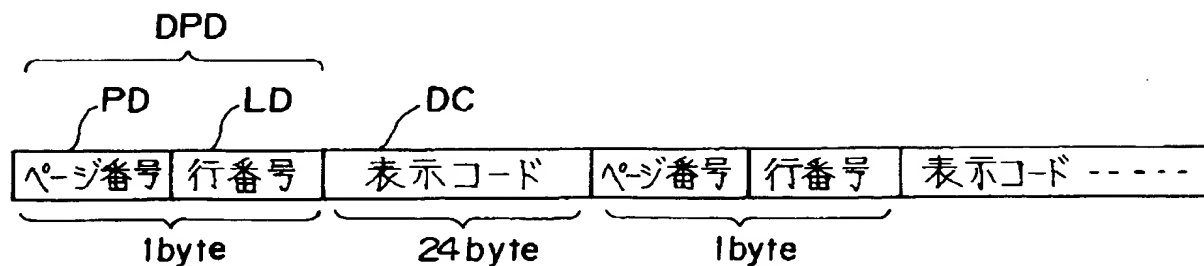 DPD
PD LD DC
ページ番号 行番号 表示コード ページ番号 行番号 表示コード -----
1byte 24byte 1byte